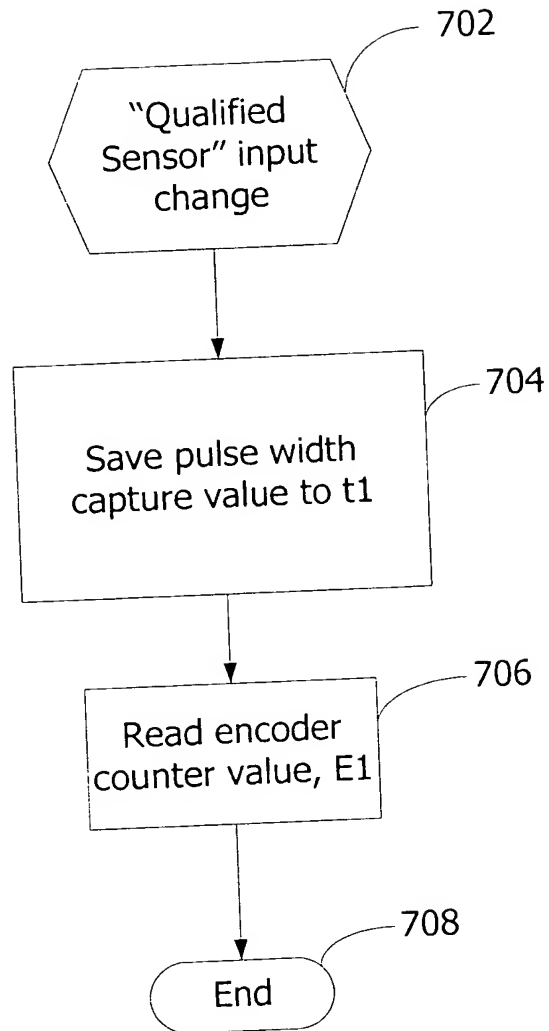 702
“Qualified
Sensor” input
change
704
Save pulse width
capture value to t1
706
Read encoder
counter value, E1
708
End